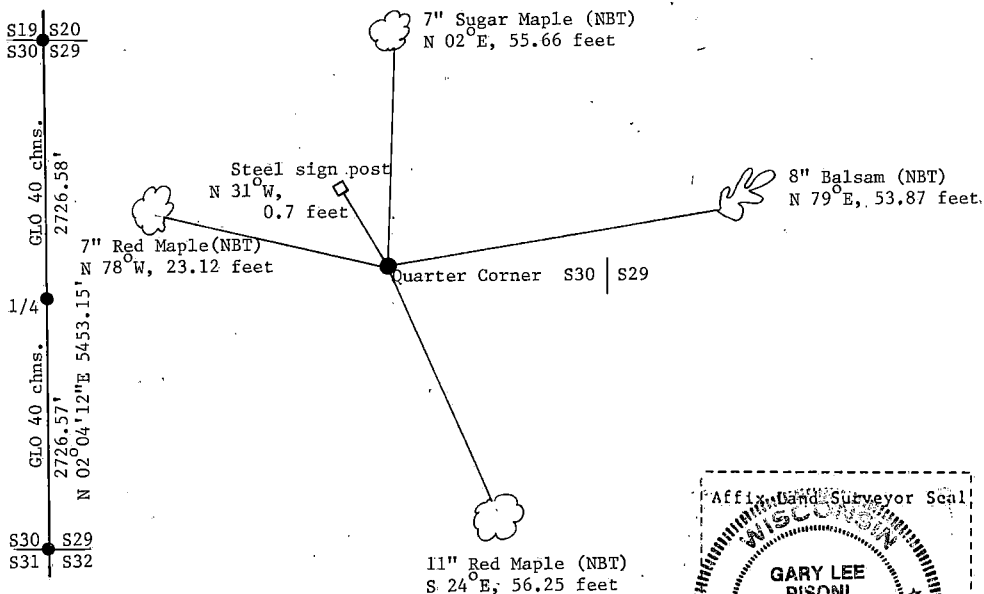 S19 S20
S30 S29
GLO 40 chns.
2726.58'
1/4
GLO 40 chns.
2726.57'
N 02°04'12"E 5453.15'
S30 S29
S31 S32
7" Sugar Maple (NBT)
N 02°E, 55.66 feet
Steel sign post
N 31°W,
0.7 feet
8" Balsam (NBT)
N 79°E, 53.87 feet.
7" Red Maple(NBT)
N 78°W, 23.12 feet
Quarter Corner S30 | S29
11" Red Maple (NBT)
S 24°E, 56.25 feet
Affix Land Surveyor Seal
WISCONSIN
GARY LEE
PISONI